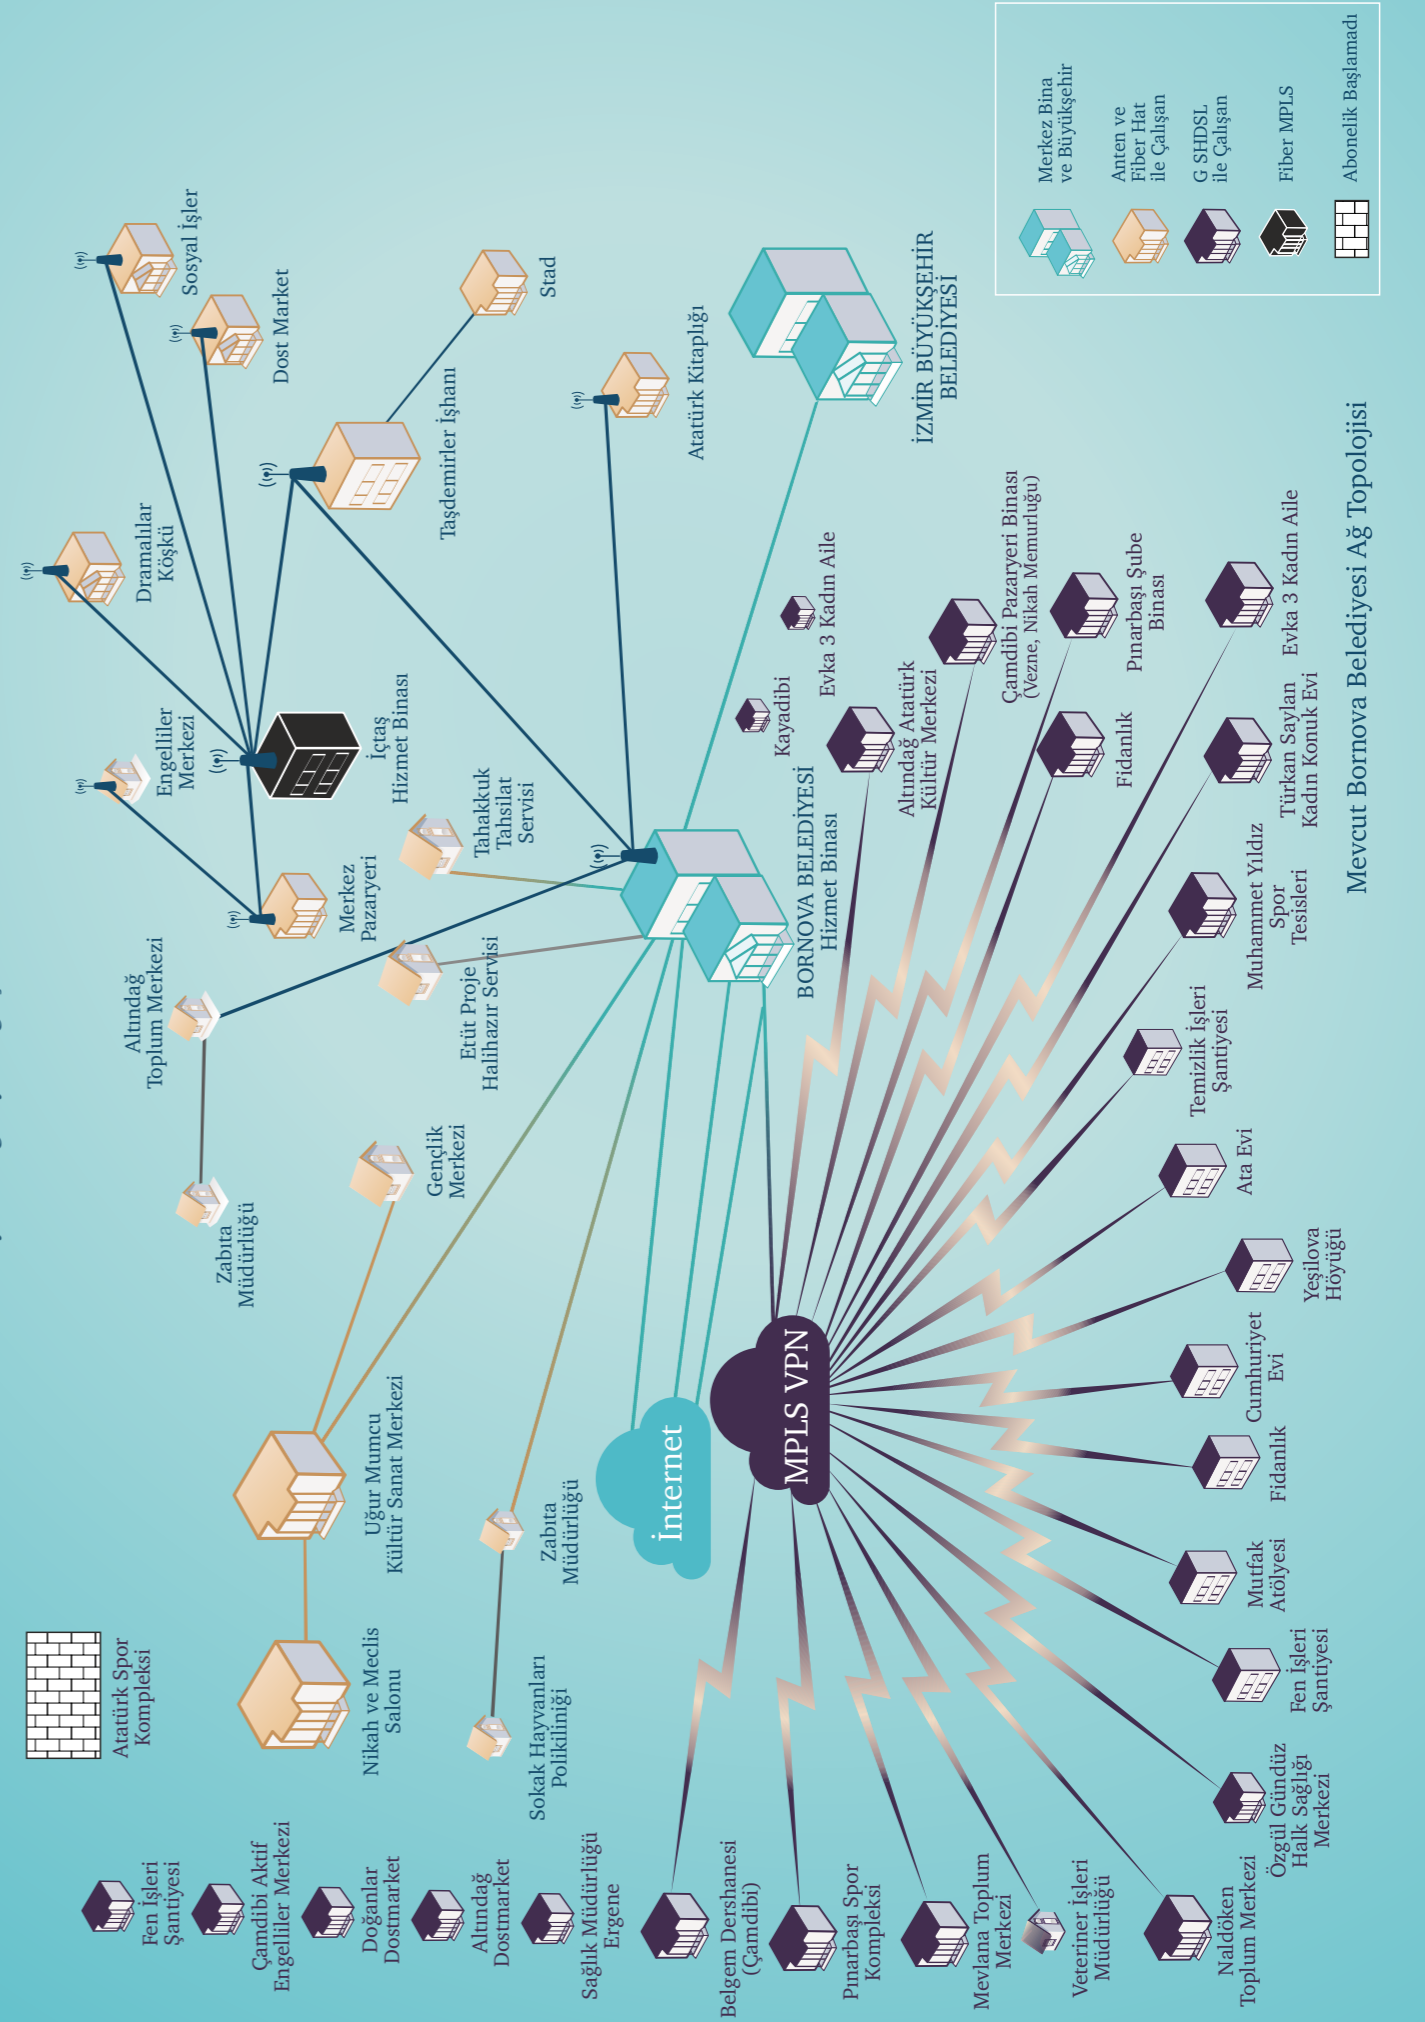 Atatürk Spor
Kompleksi
Fen İşleri
Şantiyesi
Çamdibi Aktif
Engelliler Merkezi
Doğanlar
Dostmarket
Altındağ
Dostmarket
Sağlık Müdürlüğü
Ergene
Nikah ve Meclis
Salonu
Uğur Mumcu
Kültür Sanat Merkezi
Sokak Hayvanları
Polikiliniği
Zabıta
Müdürlüğü
Zabıta
Müdürlüğü
Altındağ
Toplum Merkezi
Gençlik
Merkezi
Etüt Proje
Halihazır Servisi
Merkez
Pazaryeri
Engelliler
Merkezi
Dramalılar
Köşkü
Sosyal İşler
Dost Market
İçtaş
Hizmet Binası
Tahakkuk
Tahsilat
Servisi
Taşdemirler İşhanı
Stad
Atatürk Kitaplığı
İnternet
MPLS VPN
BORNOVA BELEDİYESİ
Hizmet Binası
İZMİR BÜYÜKŞEHİR
BELEDİYESİ
Kayadibi
Evka 3 Kadın Aile
Altındağ Atatürk
Kültür Merkezi
Çamdibi Pazaryeri Binası
(Vezne, Nikah Memurluğu)
Fidanlık
Pınarbaşı Şube
Binası
Türkan Saylan
Kadın Konuk Evi
Evka 3 Kadın Aile
Muhammet Yıldız
Spor
Tesisleri
Temizlik İşleri
Şantiyesi
Ata Evi
Yeşilova
Höyüğü
Cumhuriyet
Evi
Fidanlık
Mutfak
Atölyesi
Fen İşleri
Şantiyesi
Özgül Gündüz
Halk Sağlığı
Merkezi
Naldöken
Toplum Merkezi
Veteriner İşleri
Müdürlüğü
Mevlana Toplum
Merkezi
Pınarbaşı Spor
Kompleksi
Belgem Dershanesi
(Çamdibi)
Merkez Bina
ve Büyükşehir
Anten ve
Fiber Hat
ile Çalışan
G SHDSL
ile Çalışan
Fiber MPLS
Abonelik Başlamadı
Mevcut Bornova Belediyesi Ağ Topolojisi